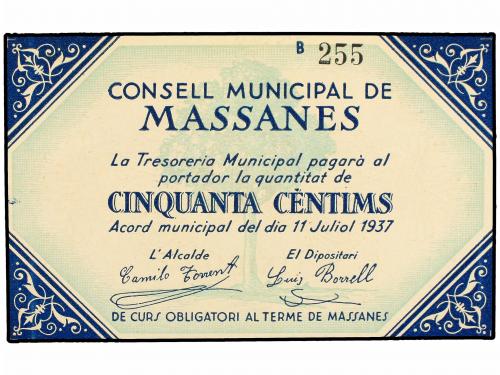 B 255
CONSELL MUNICIPAL DE
MASSANES
La Tresoreria Municipal pagarà al
portador la quantitat de
CINQUANTA CÈNTIMS
Acord municipal del dia 11 Juliol 1937
L'Alcalde El Dipositari
Camilo Torrent Luis Borrell
DE CURS OBLIGATORI AL TERME DE MASSANES